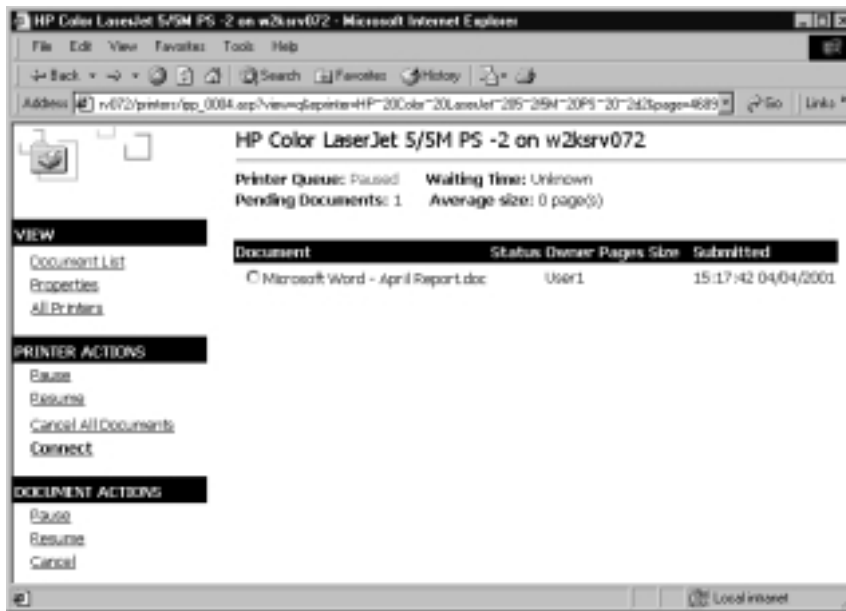 HP Color LaserJet 5/5M PS -2 on w2ksrv072 - Microsoft Internet Explorer
File Edit View Favorites Tools Help
Back Search Favorites History
Address Go Links
HP Color LaserJet 5/5M PS -2 on w2ksrv072
Printer Queue: Paused Waiting Time: Unknown
Pending Documents: 1 Average size: 0 page(s)
VIEW
Document List
Properties
All Printers
PRINTER ACTIONS
Pause
Resume
Cancel All Documents
Connect
DOCUMENT ACTIONS
Pause
Resume
Cancel
Document Status Owner Pages Size Submitted
Microsoft Word - April Report.doc User1 15:17:42 04/04/2001
Local intranet